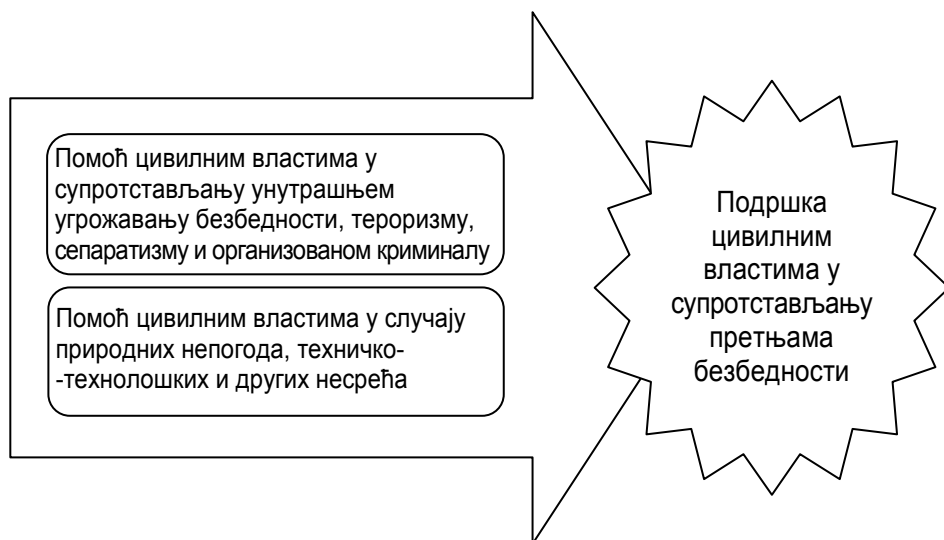 Помоћ цивилним властима у
супротстављању унутрашњем
угрожавању безбедности, тероризму,
сепаратизму и организованом криминалу
Помоћ цивилним властима у случају
природних непогода, техничко-
-технолошких и других несрећа
Подршка
цивилним
властима у
супротстављању
претњама
безбедности